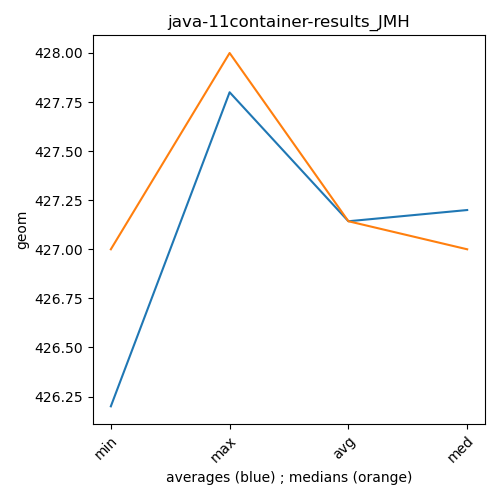 java-11container-results_JMH
428.00
427.75
427.50
427.25
427.00
426.75
426.50
426.25
geom
min
max
avg
med
averages (blue) ; medians (orange)